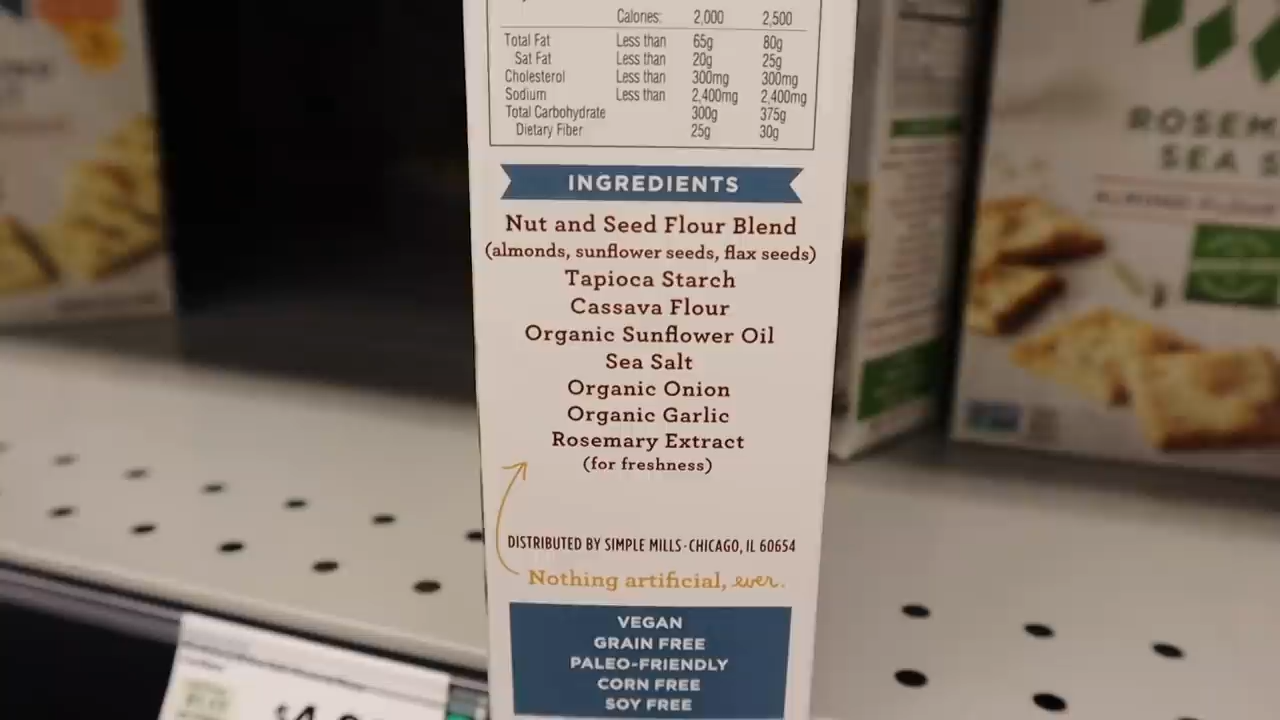 Calories: 2,000 2,500
Total Fat Less than 65g 80g
Sat Fat Less than 20g 25g
Cholesterol Less than 300mg 300mg
Sodium Less than 2,400mg 2,400mg
Total Carbohydrate 300g 375g
Dietary Fiber 25g 30g
INGREDIENTS
Nut and Seed Flour Blend
(almonds, sunflower seeds, flax seeds)
Tapioca Starch
Cassava Flour
Organic Sunflower Oil
Sea Salt
Organic Onion
Organic Garlic
Rosemary Extract
(for freshness)
DISTRIBUTED BY SIMPLE MILLS · CHICAGO, IL 60654
Nothing artificial, ever.
VEGAN
GRAIN FREE
PALEO-FRIENDLY
CORN FREE
SOY FREE
ROSEM
SEA S